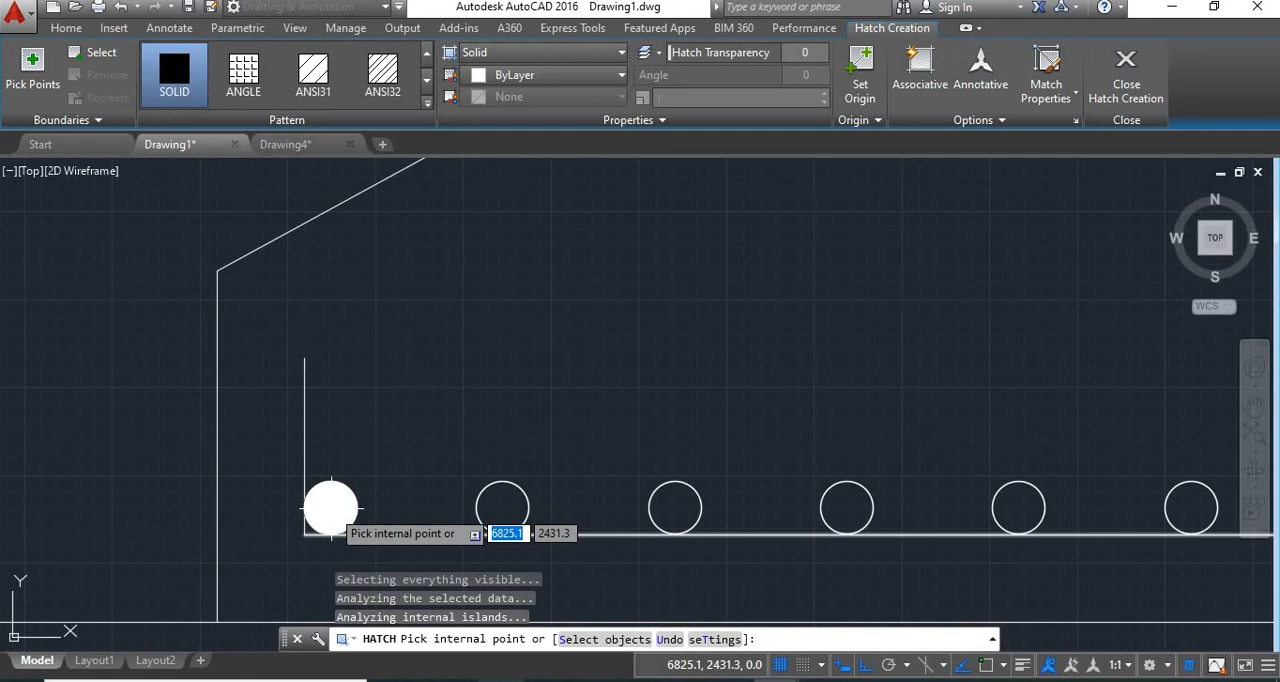 Drafting & Annotation Autodesk AutoCAD 2016 Drawing1.dwg Type a keyword or phrase Sign In
Home Insert Annotate Parametric View Manage Output Add-ins A360 Express Tools Featured Apps BIM 360 Performance Hatch Creation
Pick Points Select Remove Recreate
SOLID ANGLE ANSI31 ANSI32
Solid
ByLayer
None
Hatch Transparency 0
Angle 0
1
Set Origin
Associative Annotative
Match Properties
Close Hatch Creation
Boundaries Pattern Properties Origin Options Close
Start Drawing1* Drawing4*
[−][Top][2D Wireframe]
N
W TOP E
S
WCS
Pick internal point or 6825.1 2431.3
Y
X
Selecting everything visible...
Analyzing the selected data...
Analyzing internal islands...
HATCH Pick internal point or [Select objects Undo seTtings]:
Model Layout1 Layout2 6825.1, 2431.3, 0.0 1:1